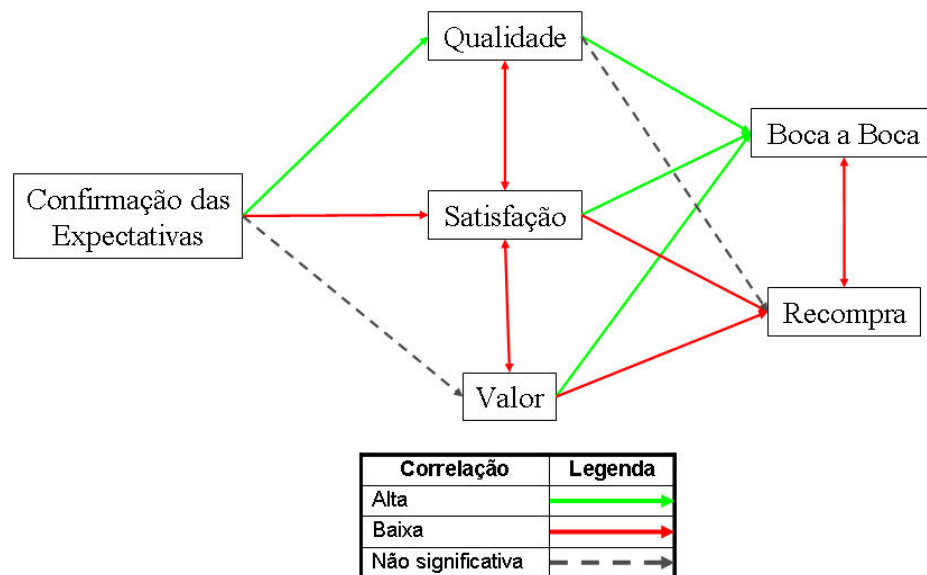 Qualidade
Boca a Boca
Confirmação das
Expectativas
Satisfação
Recompra
Valor
Correlação Legenda
Alta
Baixa
Não significativa